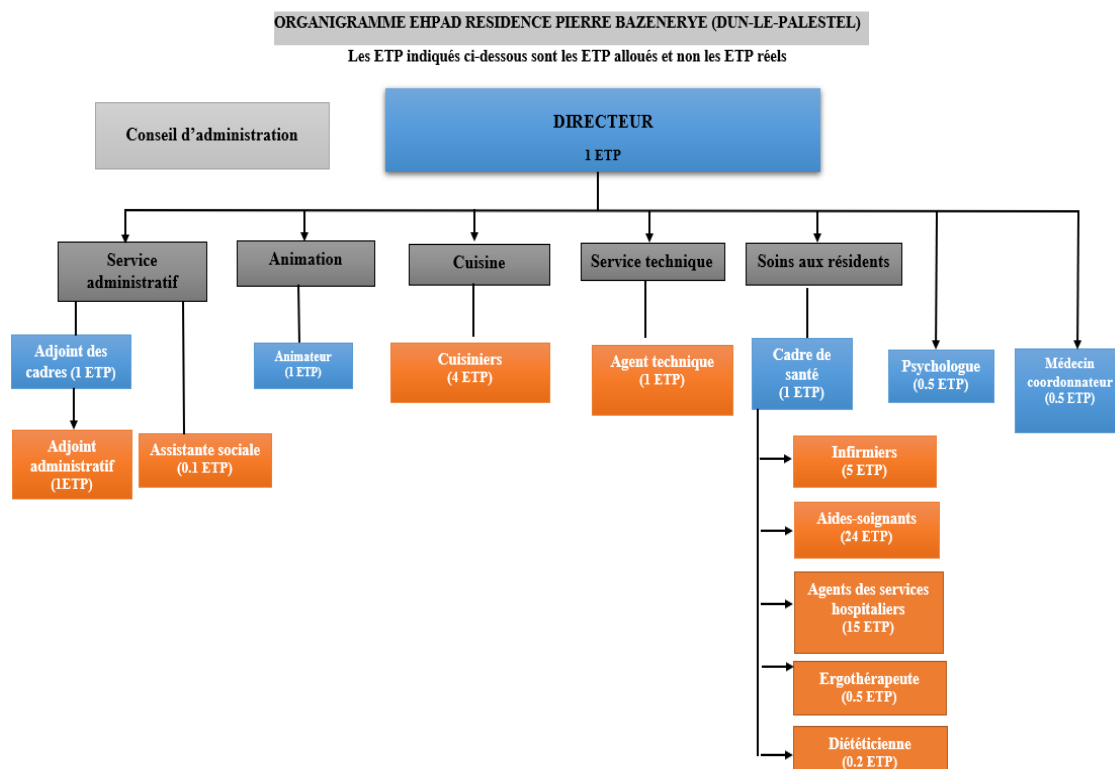 ORGANIGRAMME EHPAD RESIDENCE PIERRE BAZENERYE (DUN-LE-PALESTEL)
Les ETP indiqués ci-dessous sont les ETP alloués et non les ETP réels
Conseil d’administration
DIRECTEUR
1 ETP
Service
administratif
Animation
Cuisine
Service technique
Soins aux résidents
Adjoint des
cadres (1 ETP)
Animateur
(1 ETP)
Cuisiniers
(4 ETP)
Agent technique
(1 ETP)
Cadre de
santé
(1 ETP)
Psychologue
(0.5 ETP)
Médecin
coordonnateur
(0.5 ETP)
Adjoint
administratif
(1ETP)
Assistante sociale
(0.1 ETP)
Infirmiers
(5 ETP)
Aides-soignants
(24 ETP)
Agents des services
hospitaliers
(15 ETP)
Ergothérapeute
(0.5 ETP)
Diététicienne
(0.2 ETP)